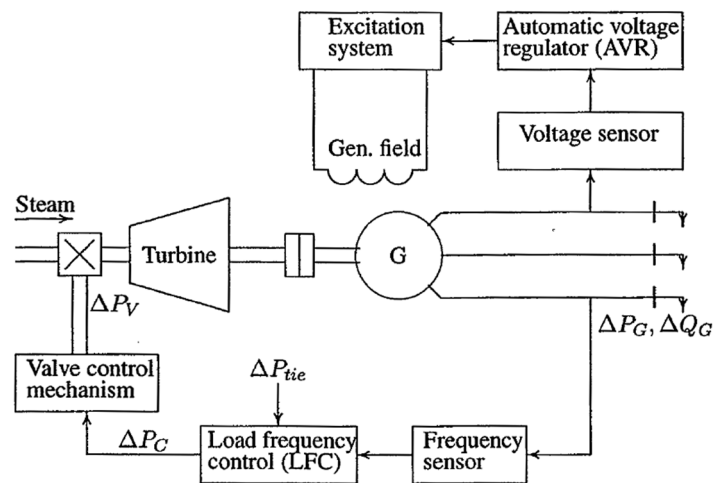 Excitation
system
Automatic voltage
regulator (AVR)
Voltage sensor
Gen. field
Steam
Turbine
G
ΔP_V
ΔP_G, ΔQ_G
Valve control
mechanism
ΔP_tie
ΔP_C
Load frequency
control (LFC)
Frequency
sensor